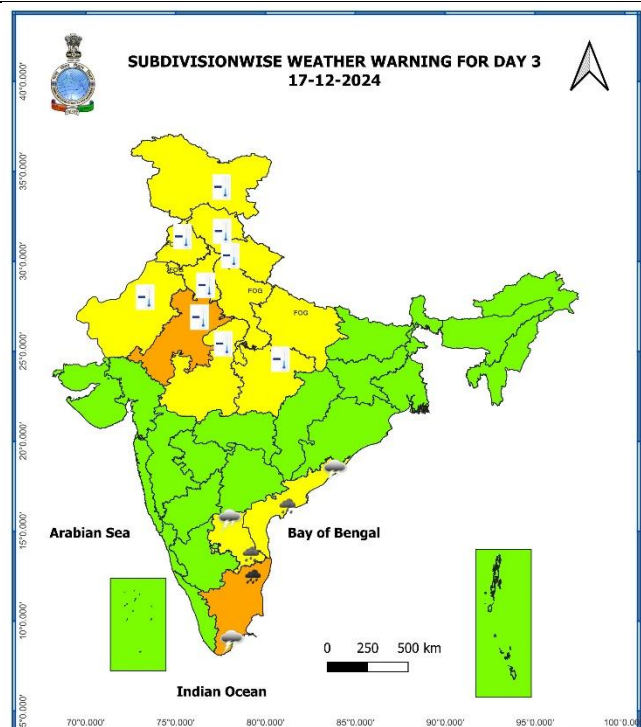 SUBDIVISIONWISE WEATHER WARNING FOR DAY 3
17-12-2024
40°0.000'
35°0.000'
30°0.000'
25°0.000'
20°0.000'
15°0.000'
10°0.000'
5°0.000'
FOG
FOG
FOG
Arabian Sea
Bay of Bengal
0 250 500 km
Indian Ocean
70°0.000' 75°0.000' 80°0.000' 85°0.000' 90°0.000' 95°0.000' 100°0.00